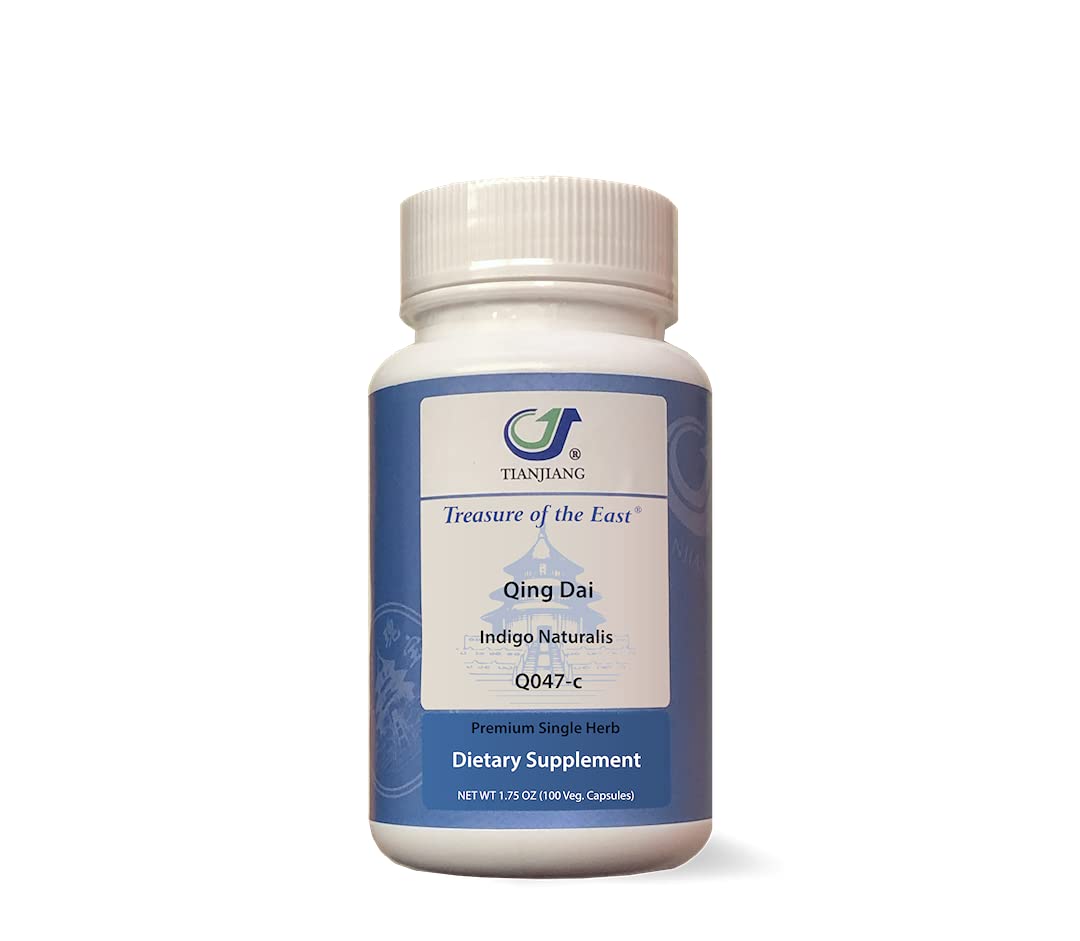 ®
TIANJIANG
Treasure of the East®
Qing Dai
Indigo Naturalis
Q047-c
Premium Single Herb
Dietary Supplement
NET WT 1.75 OZ (100 Veg. Capsules)